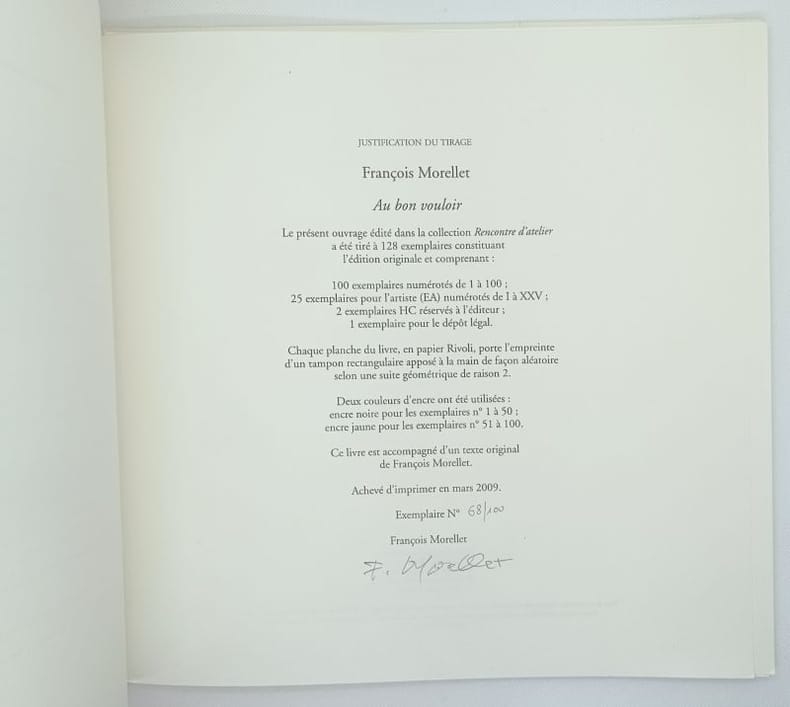 JUSTIFICATION DU TIRAGE
François Morellet
Au bon vouloir
Le présent ouvrage édité dans la collection Rencontre d'atelier
a été tiré à 128 exemplaires constituant
l'édition originale et comprenant :
100 exemplaires numérotés de 1 à 100 ;
25 exemplaires pour l'artiste (EA) numérotés de I à XXV ;
2 exemplaires HC réservés à l'éditeur ;
1 exemplaire pour le dépôt légal.
Chaque planche du livre, en papier Rivoli, porte l'empreinte
d'un tampon rectangulaire apposé à la main de façon aléatoire
selon une suite géométrique de raison 2.
Deux couleurs d'encre ont été utilisées :
encre noire pour les exemplaires n° 1 à 50 ;
encre jaune pour les exemplaires n° 51 à 100.
Ce livre est accompagné d'un texte original
de François Morellet.
Achevé d'imprimer en mars 2009.
Exemplaire N° 68/100
François Morellet
F. Morellet